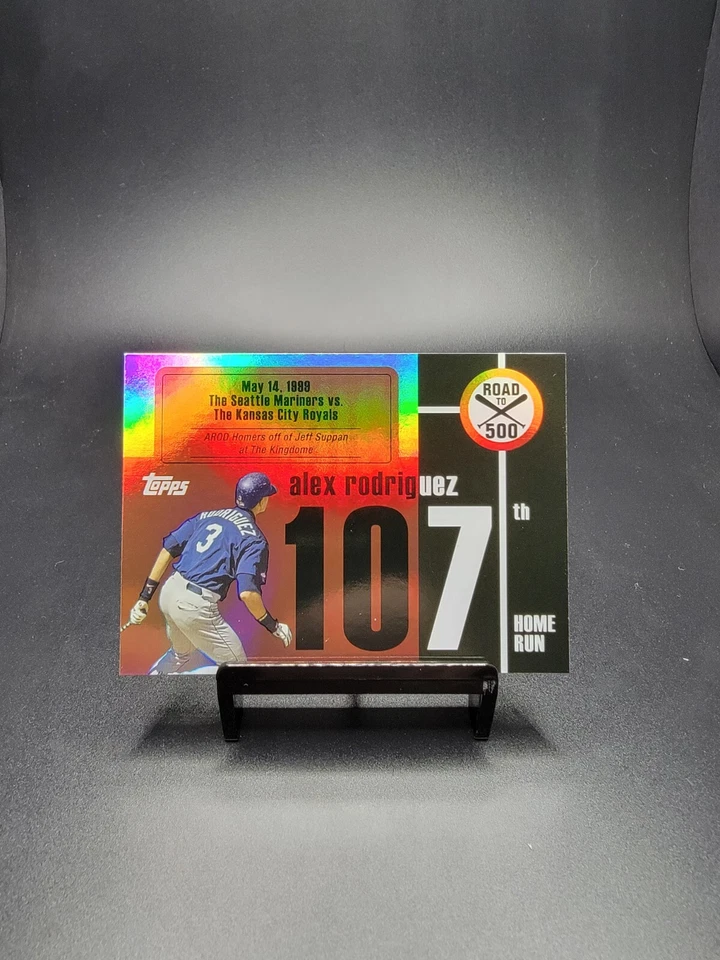 May 14, 1999
The Seattle Mariners vs.
The Kansas City Royals
AROD Homers off of Jeff Suppan
at The Kingdome
ROAD
TO
500
topps
alex rodriguez
RODRIGUEZ
3
107
th
HOME
RUN